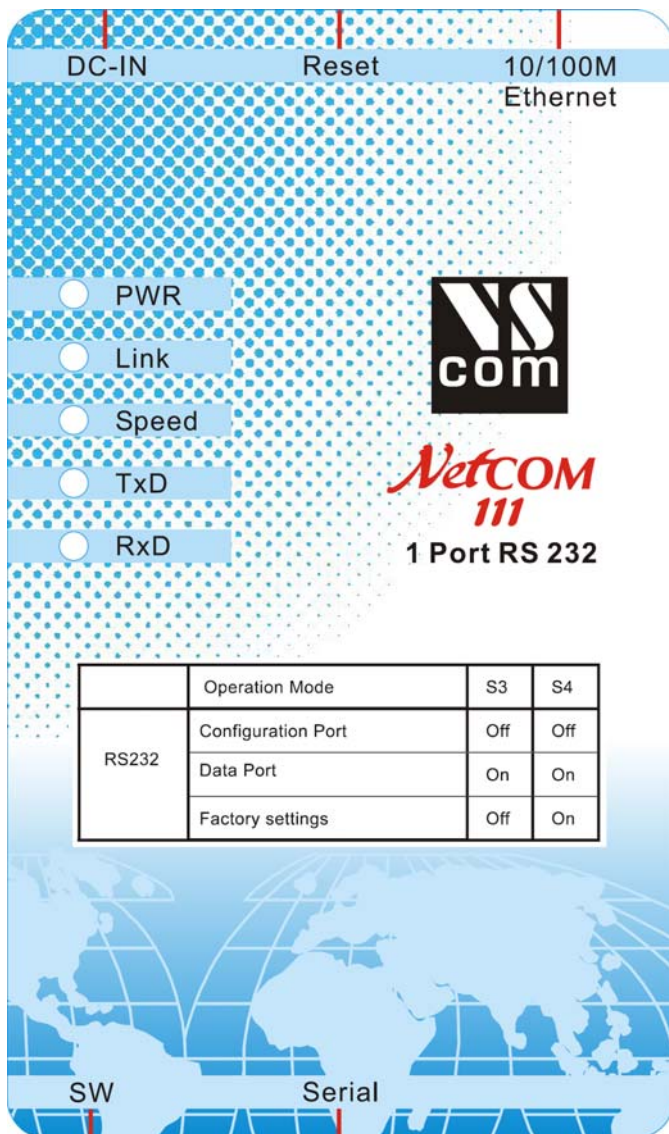 DC-IN Reset 10/100M
Ethernet
PWR
Link
Speed
TxD
RxD
VS
com
NetCOM
111
1 Port RS 232
Operation Mode S3 S4
RS232
Configuration Port Off Off
Data Port On On
Factory settings Off On
SW Serial